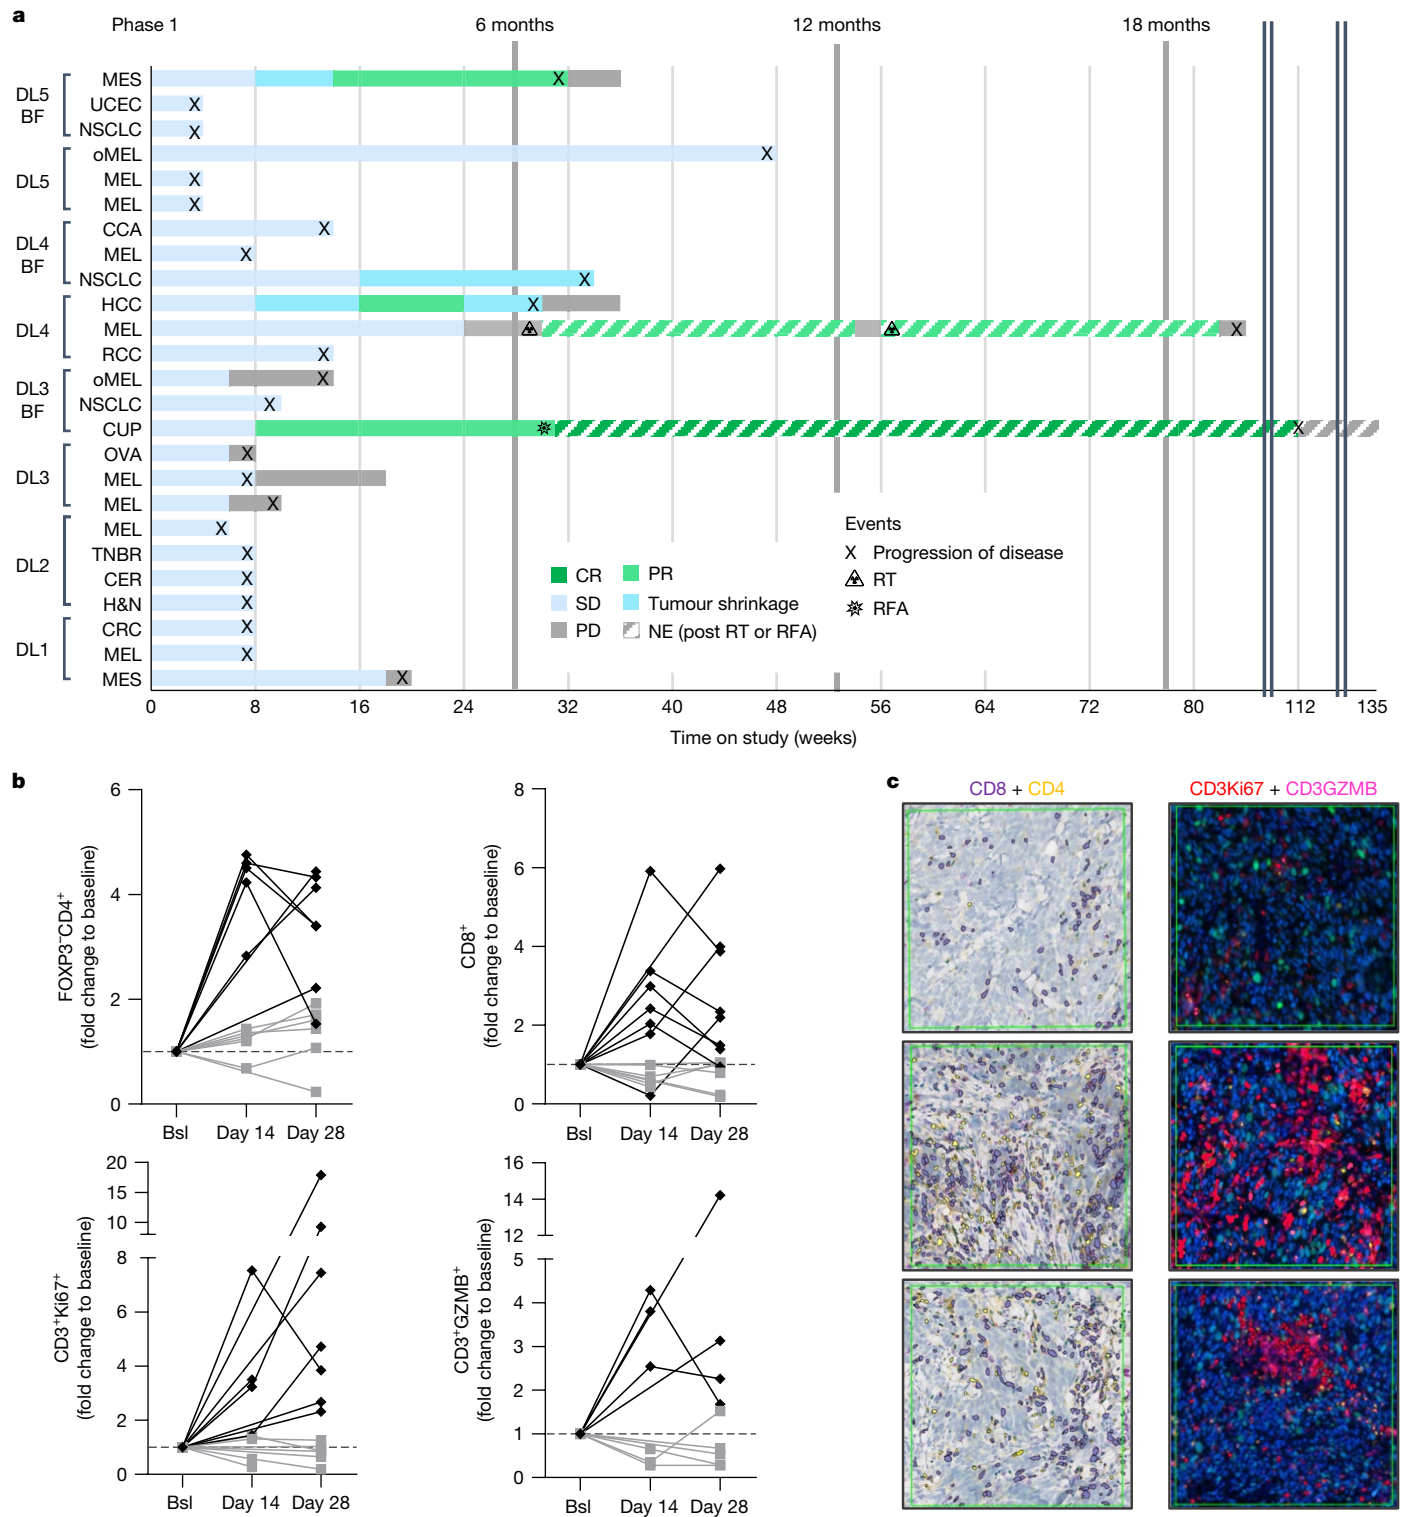 a
Phase 1
6 months
12 months
18 months
DL5
BF
MES
UCEC
NSCLC
DL5
oMEL
MEL
MEL
DL4
BF
CCA
MEL
NSCLC
DL4
HCC
MEL
RCC
DL3
BF
oMEL
NSCLC
CUP
DL3
OVA
MEL
MEL
DL2
MEL
TNBR
CER
H&N
DL1
CRC
MEL
MES
Events
X Progression of disease
RT
RFA
CR
PR
SD
Tumour shrinkage
PD
NE (post RT or RFA)
0 8 16 24 32 40 48 56 64 72 80 112 135
Time on study (weeks)
b
FOXP3⁻CD4⁺
(fold change to baseline)
6
4
2
0
Bsl Day 14 Day 28
CD8⁺
(fold change to baseline)
8
6
4
2
0
Bsl Day 14 Day 28
CD3⁺Ki67⁺
(fold change to baseline)
20
15
10
8
6
4
2
0
Bsl Day 14 Day 28
CD3⁺GZMB⁺
(fold change to baseline)
16
14
12
5
4
3
2
1
0
Bsl Day 14 Day 28
c
CD8 + CD4
CD3Ki67 + CD3GZMB